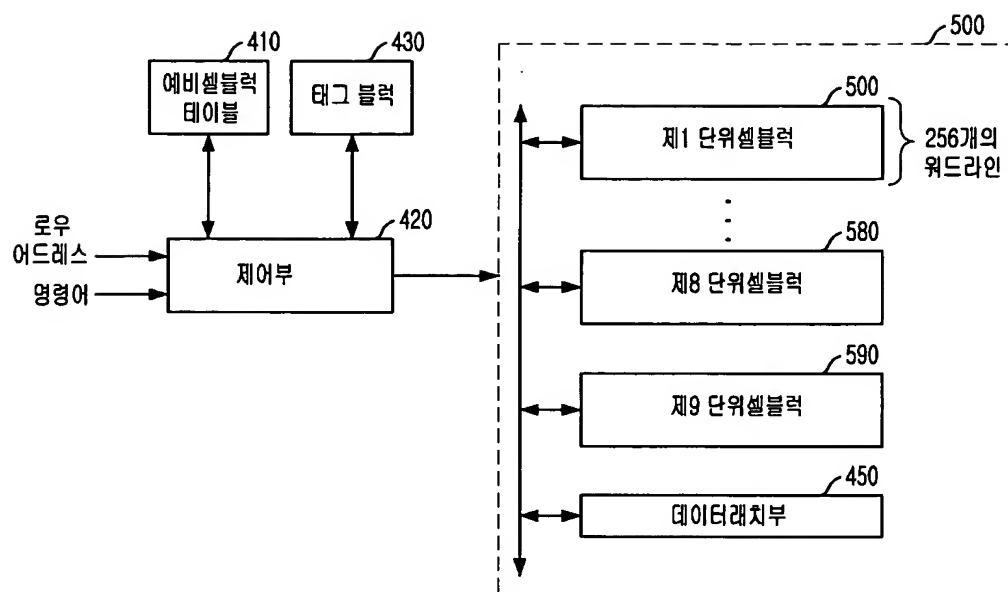 410
430
500
예비셀블럭
테이블
태그 블럭
500
제1 단위셀블럭
256개의
워드라인
로우
어드레스
명령어
420
제어부
580
제8 단위셀블럭
590
제9 단위셀블럭
450
데이터래치부